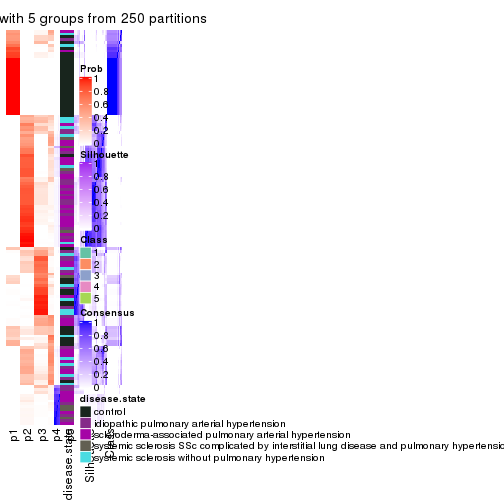 with 5 groups from 250 partitions
Prob
1
0.8
0.6
0.4
0.2
0
Silhouette
1
0.8
0.6
0.4
0.2
0
Class
1
2
3
4
5
Consensus
1
0.8
0.6
0.4
0.2
0
disease.state
control
idiopathic pulmonary arterial hypertension
scleroderma-associated pulmonary arterial hypertension
systemic sclerosis SSc complicated by interstitial lung disease and pulmonary hypertensio
systemic sclerosis without pulmonary hypertension
p1
p2
p3
p4
disease.state
Silh
Class